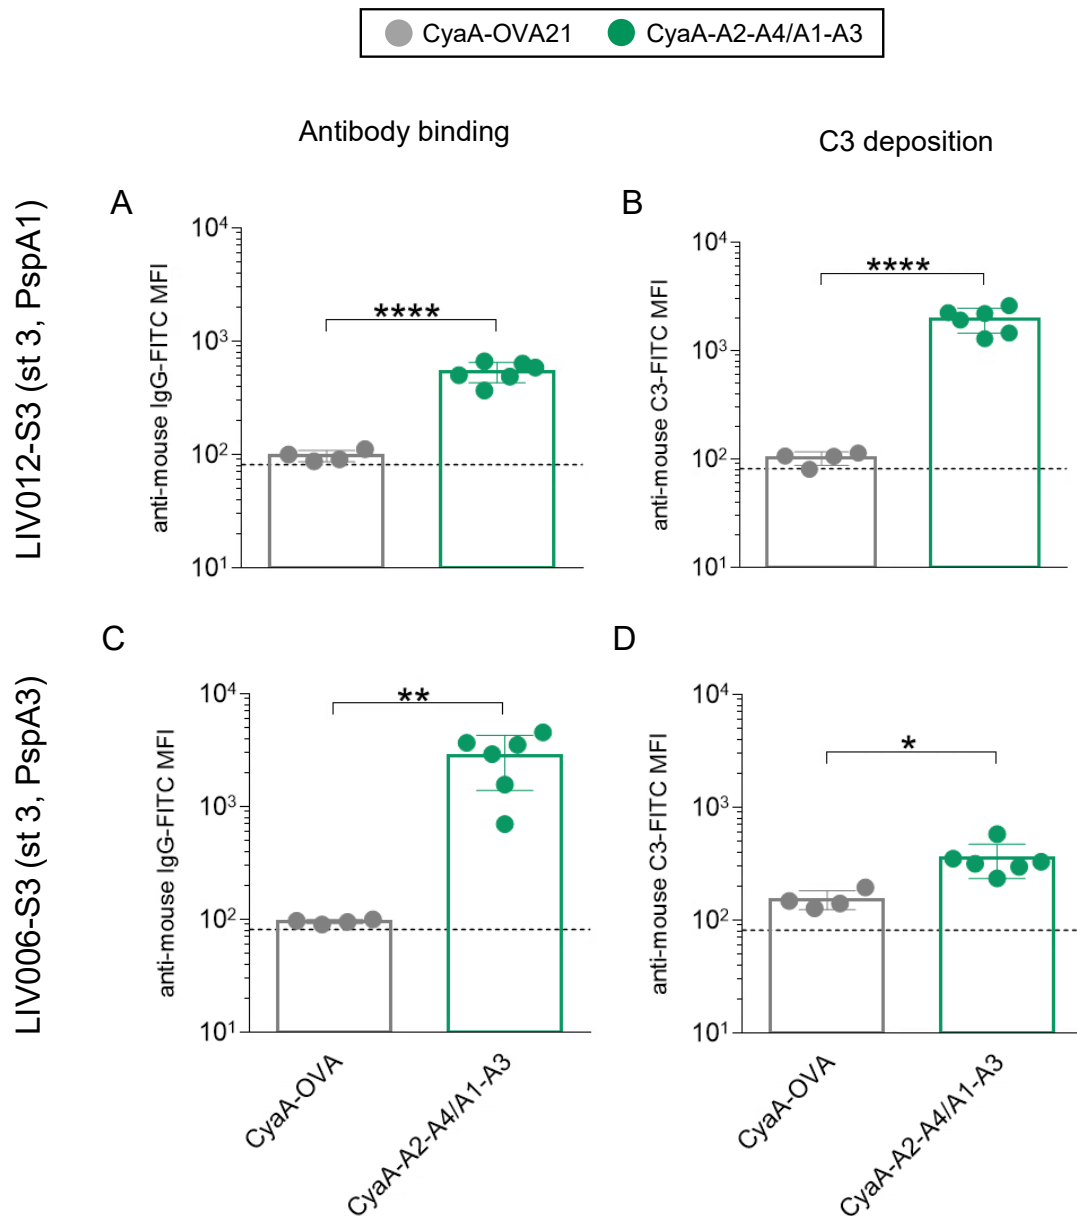 CyaA-OVA21 CyaA-A2-A4/A1-A3
Antibody binding
C3 deposition
LIV012-S3 (st 3, PspA1)
A
anti-mouse IgG-FITC MFI
10⁴
10³
10²
10¹
****
B
anti-mouse C3-FITC MFI
10⁴
10³
10²
10¹
****
LIV006-S3 (st 3, PspA3)
C
anti-mouse IgG-FITC MFI
10⁴
10³
10²
10¹
**
CyaA-OVA
CyaA-A2-A4/A1-A3
D
anti-mouse C3-FITC MFI
10⁴
10³
10²
10¹
*
CyaA-OVA
CyaA-A2-A4/A1-A3